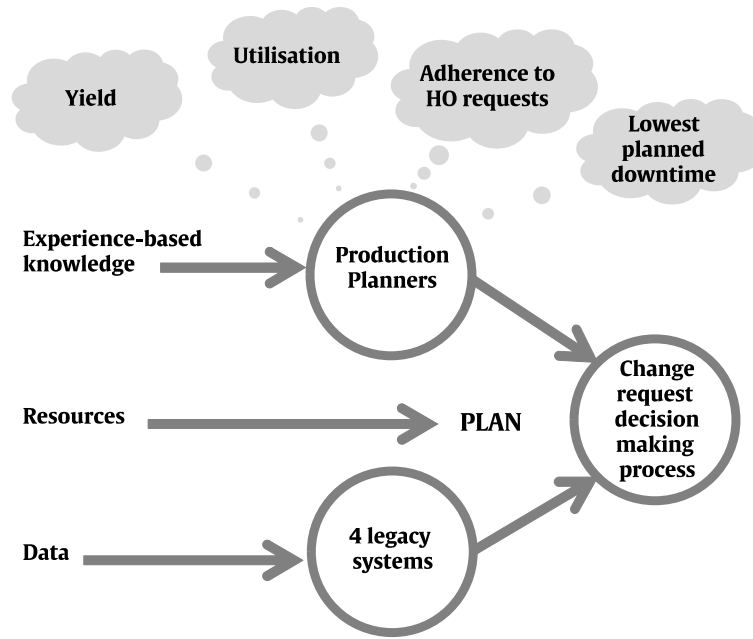 Utilisation
Yield
Adherence to
HO requests
Lowest
planned
downtime
Experience-based
knowledge
Production
Planners
Change
request
decision
making
process
Resources
PLAN
4 legacy
systems
Data